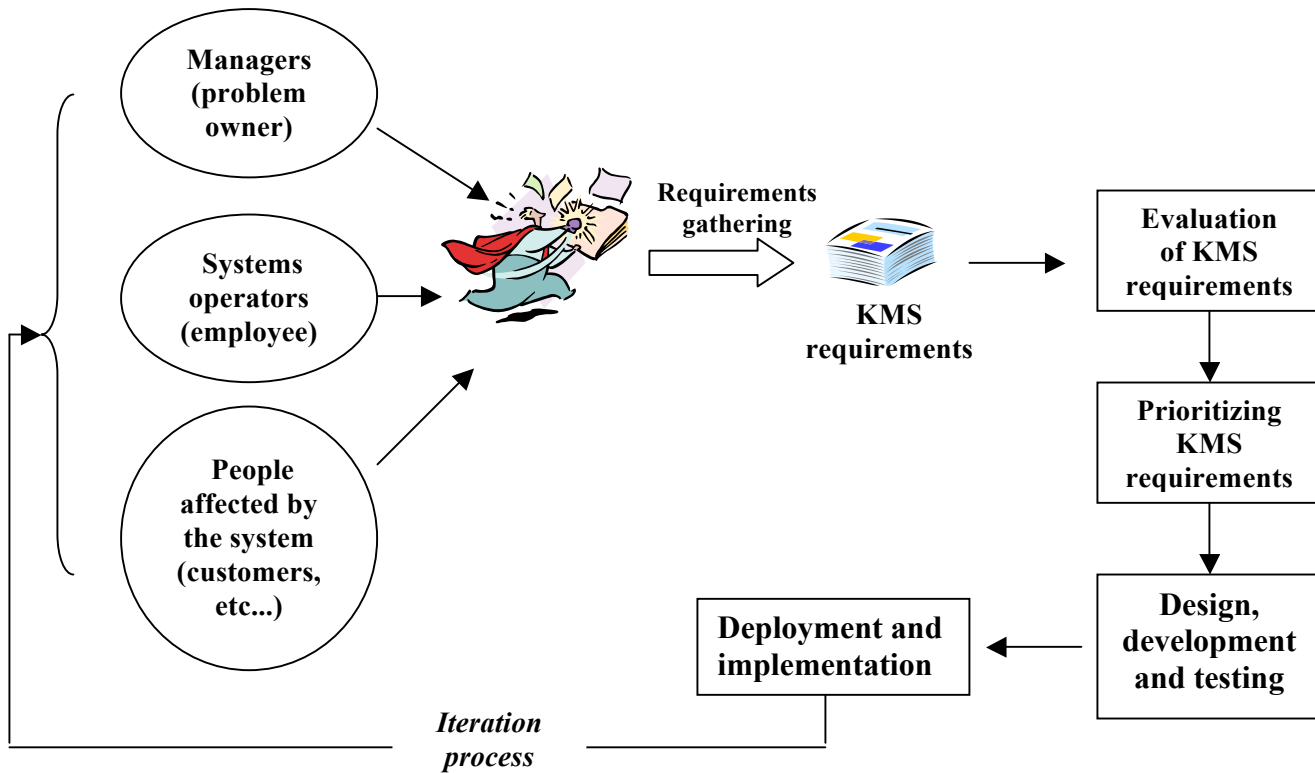 Managers
(problem
owner)
Systems
operators
(employee)
People
affected by
the system
(customers,
etc...)
Requirements
gathering
KMS
requirements
Evaluation
of KMS
requirements
Prioritizing
KMS
requirements
Design,
development
and testing
Deployment and
implementation
Iteration
process